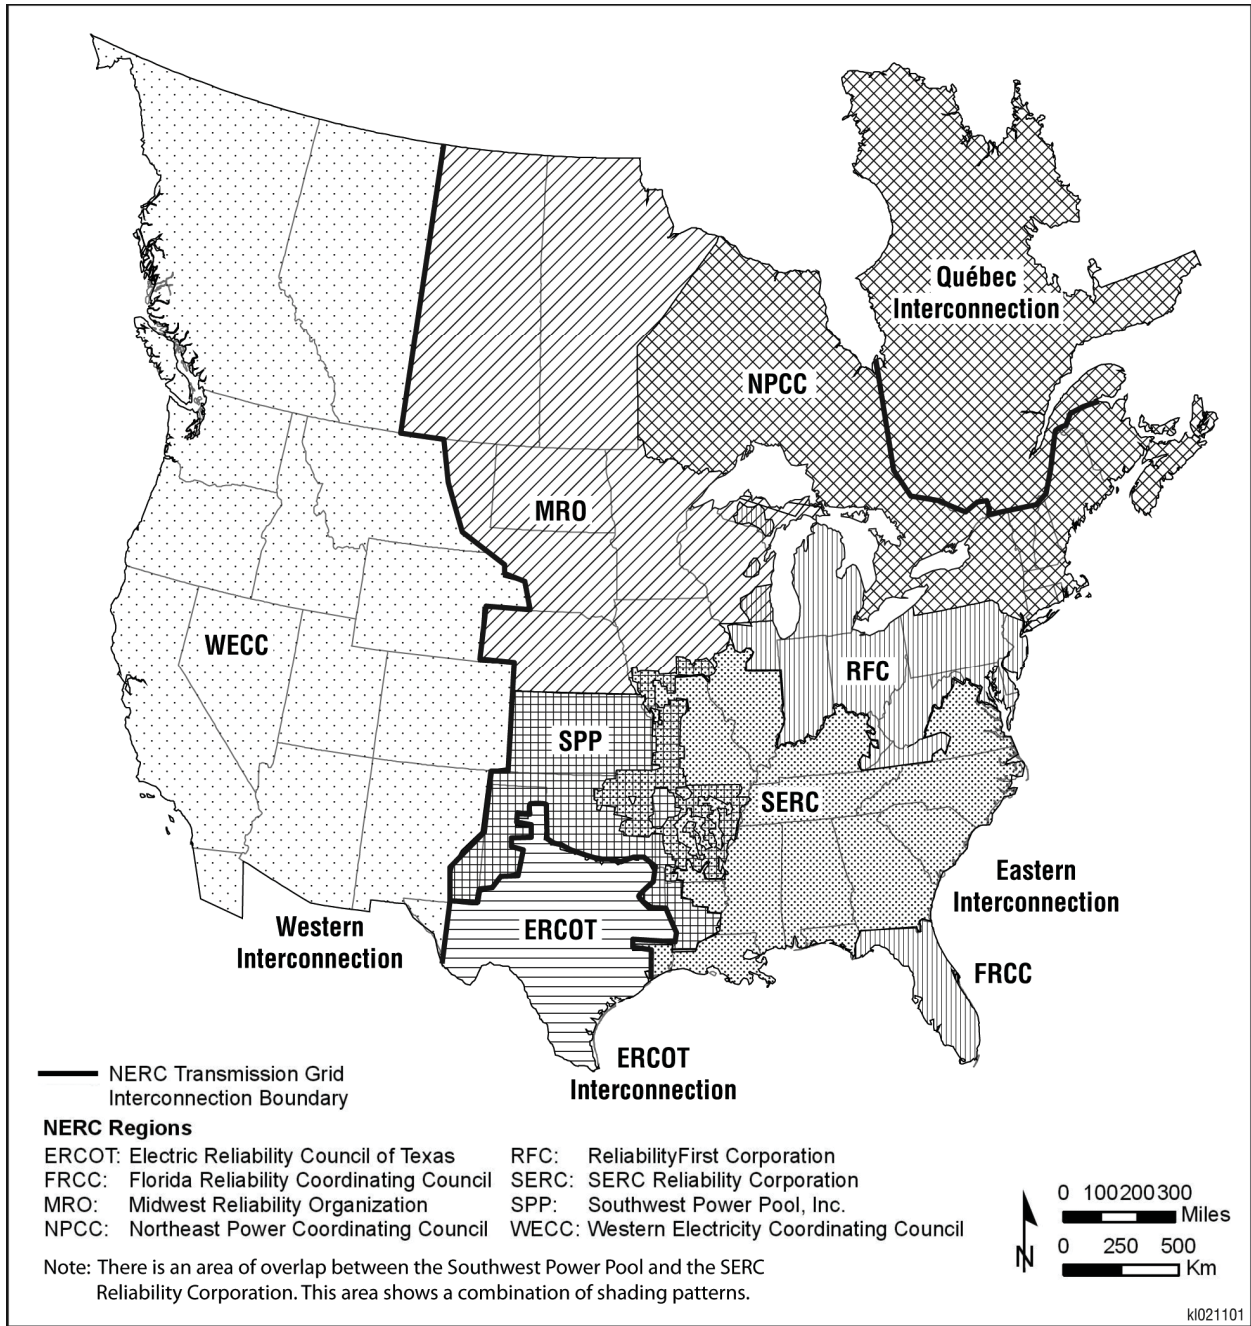 Québec
Interconnection
NPCC
MRO
WECC
RFC
SPP
SERC
Eastern
Interconnection
Western
Interconnection
ERCOT
FRCC
ERCOT
Interconnection
NERC Transmission Grid
Interconnection Boundary
NERC Regions
ERCOT: Electric Reliability Council of Texas
FRCC: Florida Reliability Coordinating Council
MRO: Midwest Reliability Organization
NPCC: Northeast Power Coordinating Council
RFC: ReliabilityFirst Corporation
SERC: SERC Reliability Corporation
SPP: Southwest Power Pool, Inc.
WECC: Western Electricity Coordinating Council
Note: There is an area of overlap between the Southwest Power Pool and the SERC
Reliability Corporation. This area shows a combination of shading patterns.
N
0 100 200 300
Miles
0 250 500
Km
kl021101